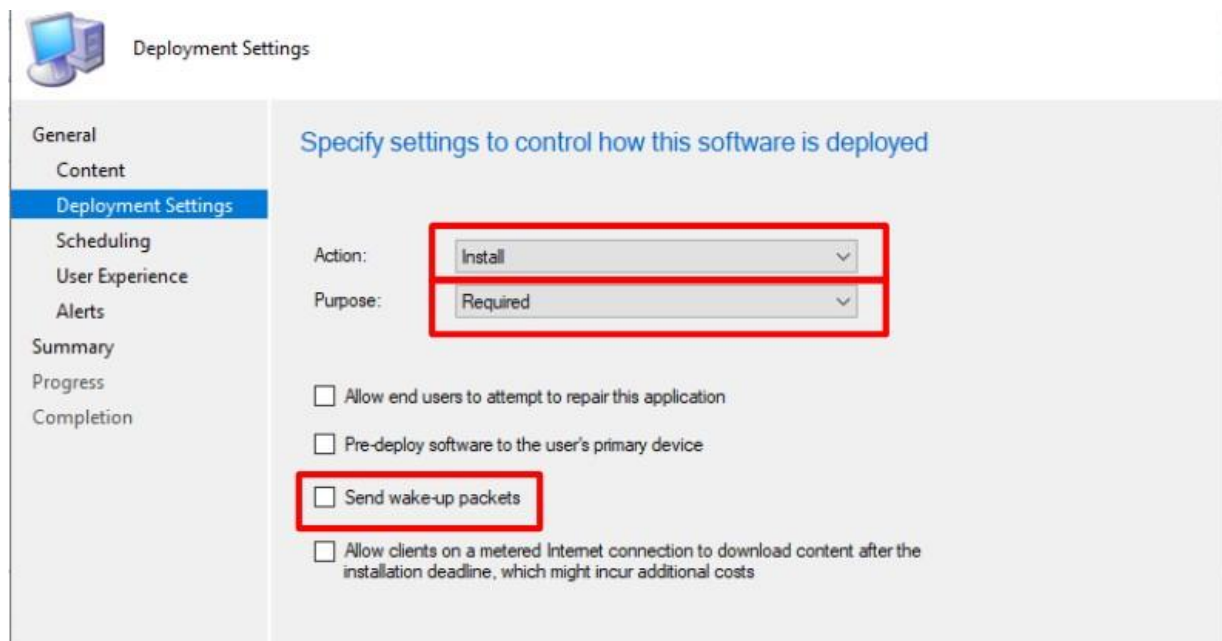 Deployment Settings
General
Content
Deployment Settings
Scheduling
User Experience
Alerts
Summary
Progress
Completion
Specify settings to control how this software is deployed
Action: Install
Purpose: Required
Allow end users to attempt to repair this application
Pre-deploy software to the user's primary device
Send wake-up packets
Allow clients on a metered Internet connection to download content after the
installation deadline, which might incur additional costs